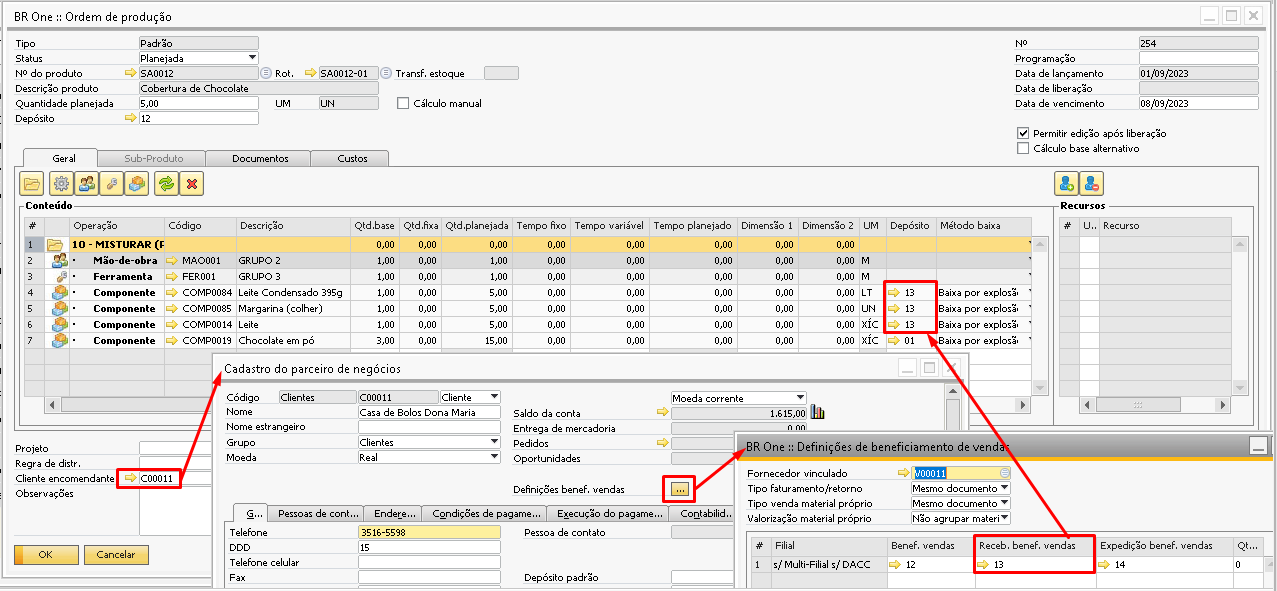 BR One :: Ordem de produção
Tipo Padrão Nº 254
Status Planejada Programação
Nº do produto SA0012 Rot. SA0012-01 Transf. estoque Data de lançamento 01/09/2023
Descrição produto Cobertura de Chocolate Data de liberação
Quantidade planejada 5,00 UM UN Cálculo manual Data de vencimento 08/09/2023
Depósito 12
Permitir edição após liberação
Cálculo base alternativo
Geral Sub-Produto Documentos Custos
Conteúdo Recursos
# Operação Código Descrição Qtd.base Qtd.fixa Qtd.planejada Tempo fixo Tempo variável Tempo planejado Dimensão 1 Dimensão 2 UM Depósito Método baixa # U.. Recurso
1 10 - MISTURAR (F 0,00 0,00 0,00 0,00 0,00 0,00 0,00 0,00
2 Mão-de-obra MAO001 GRUPO 2 1,00 0,00 1,00 0,00 0,00 0,00 0,00 0,00 M
3 Ferramenta FER001 GRUPO 3 1,00 0,00 1,00 0,00 0,00 0,00 0,00 0,00 M
4 Componente COMP008 Leite Condensado 395g 1,00 0,00 5,00 0,00 0,00 0,00 0,00 0,00 LT 13 Baixa por explosã
5 Componente COMP008 Margarina (colher) 1,00 0,00 5,00 0,00 0,00 0,00 0,00 0,00 UN 13 Baixa por explosã
6 Componente COMP001 Leite 1,00 0,00 5,00 0,00 0,00 0,00 0,00 0,00 XÍC 13 Baixa por explosã
7 Componente COMP001 Chocolate em pó 3,00 0,00 15,00 0,00 0,00 0,00 0,00 0,00 XÍC 01 Baixa por explosã
Projeto
Regra de distr.
Cliente encomendante C00011
Observações
OK Cancelar
Cadastro do parceiro de negócios
Código Clientes C00011 Cliente Moeda corrente
Nome Casa de Bolos Dona Maria Saldo da conta 1.615,00
Nome estrangeiro Entrega de mercadoria 0,00
Grupo Clientes Pedidos
Moeda Real Oportunidades
Definições benef. vendas ...
G... Pessoas de con... Endere... Condições de pagame... Execução do pagame... Contabilid..
Telefone 3516-5598 Pessoa de contato
DDD 15
Telefone celular
Fax Depósito padrão
BR One :: Definições de beneficiamento de vendas
Fornecedor vinculado V00011
Tipo faturamento/retorno Mesmo documento
Tipo venda material próprio Mesmo documento
Valorização material próprio Não agrupar materi
# Filial Benef. vendas Receb. benef. vendas Expedição benef. vendas Qt...
1 s/ Multi-Filial s/ DACC 12 13 14 0